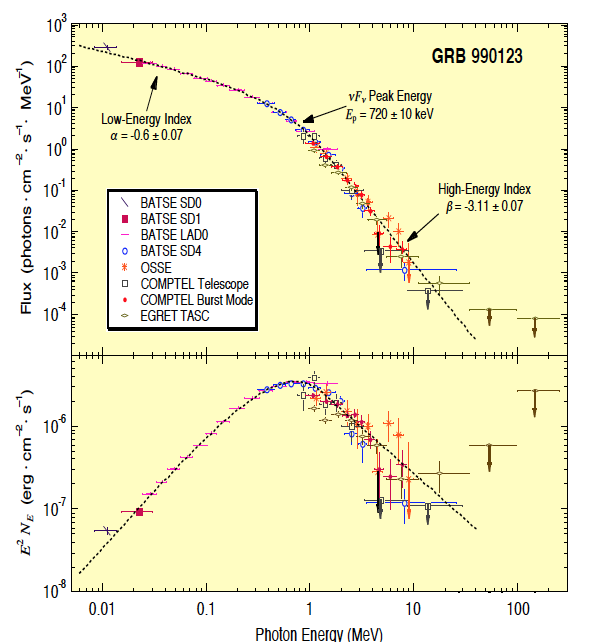 GRB 990123
10³
10²
10¹
10⁰
10⁻¹
10⁻²
10⁻³
10⁻⁴
Flux (photons · cm⁻² · s⁻¹ · MeV⁻¹)
νFν Peak Energy
Eₚ = 720 ± 10 keV
Low-Energy Index
α = -0.6 ± 0.07
High-Energy Index
β = -3.11 ± 0.07
BATSE SD0
BATSE SD1
BATSE LAD0
BATSE SD4
OSSE
COMPTEL Telescope
COMPTEL Burst Mode
EGRET TASC
10⁻⁶
10⁻⁷
10⁻⁸
E² N_E (erg · cm⁻² · s⁻¹)
0.01 0.1 1 10 100
Photon Energy (MeV)